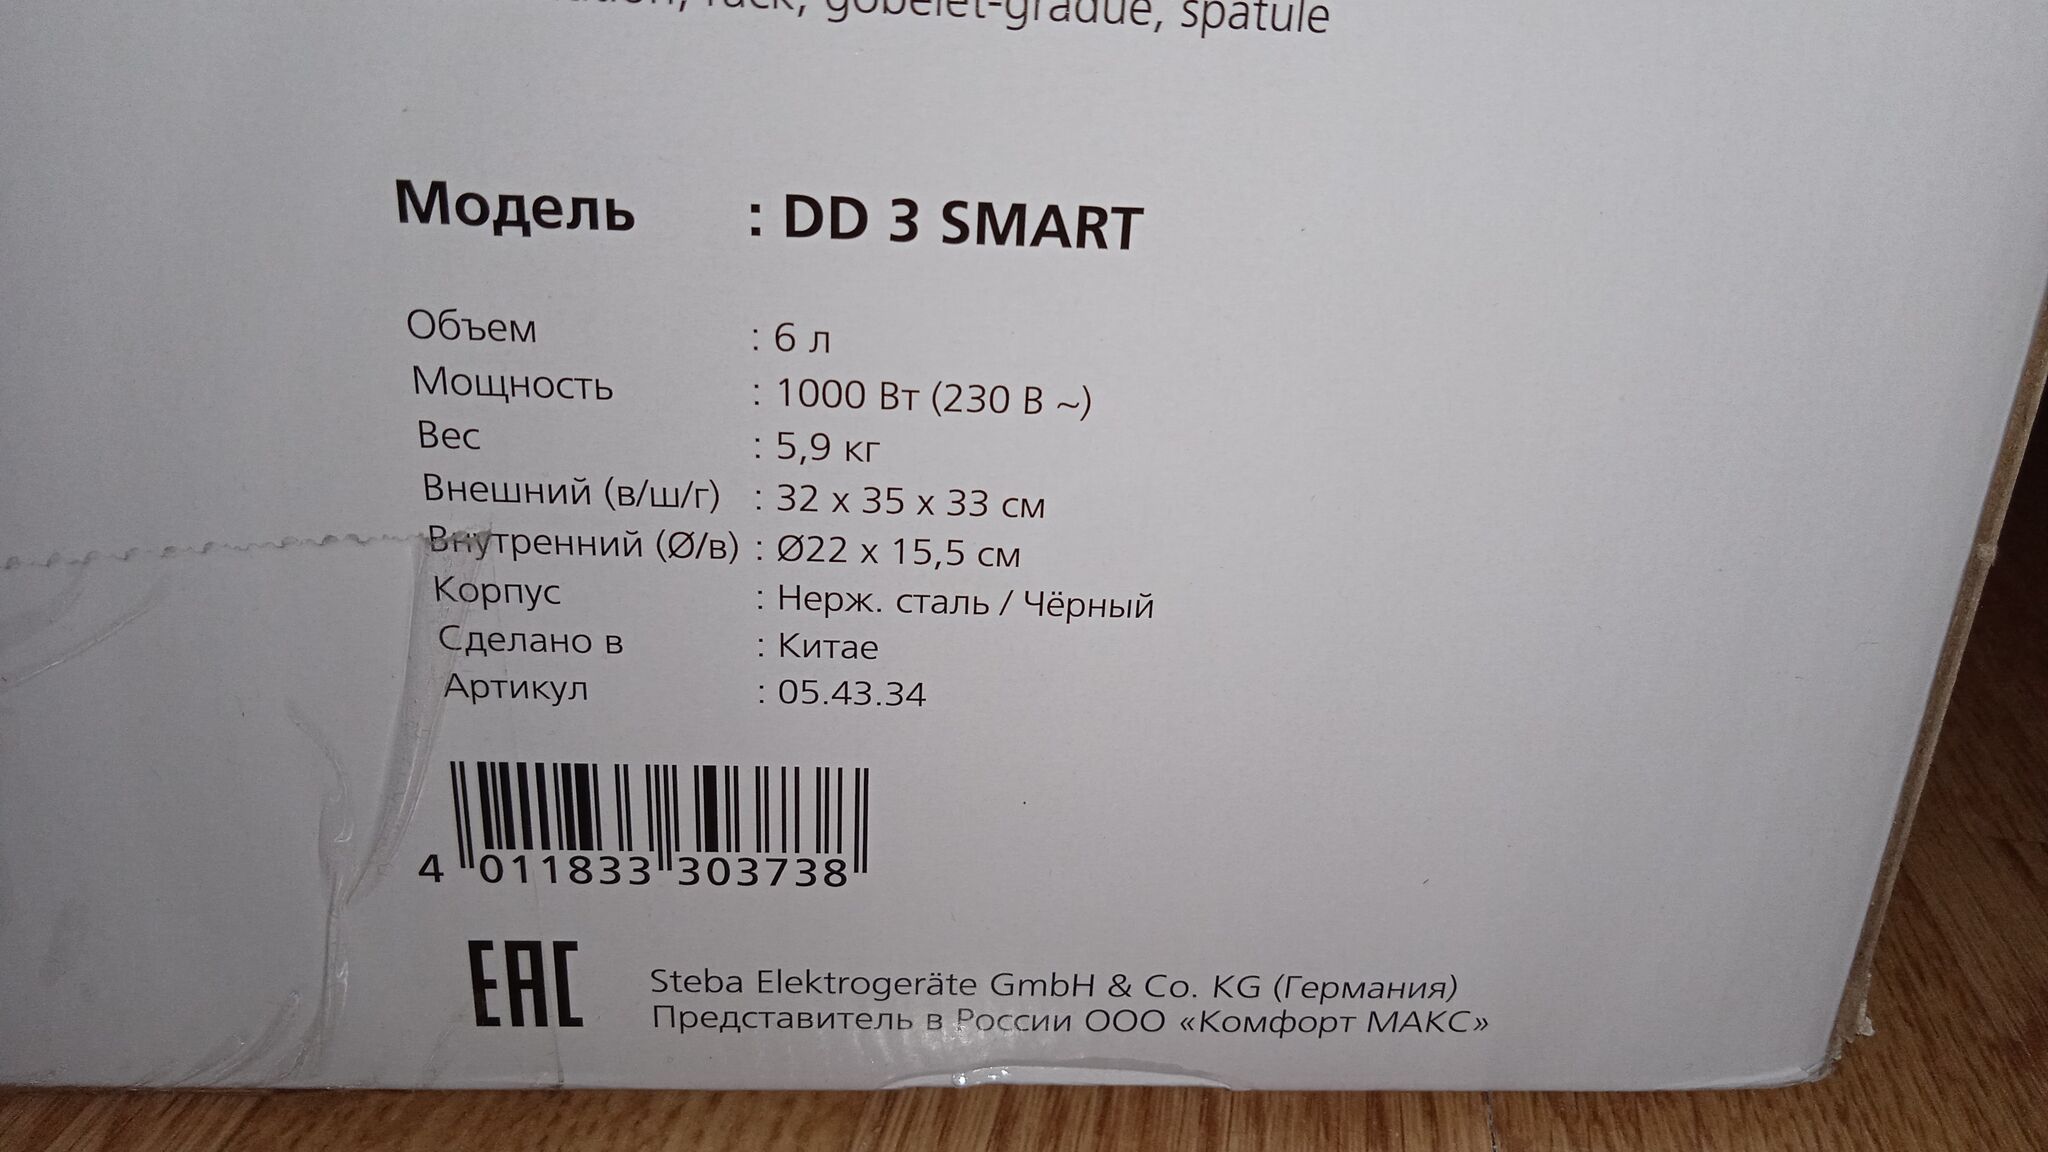 rack, gobelet-gradué, spatule
Модель : DD 3 SMART
Объем : 6 л
Мощность : 1000 Вт (230 В ~)
Вес : 5,9 кг
Внешний (в/ш/г) : 32 x 35 x 33 см
Внутренний (Ø/в) : Ø22 x 15,5 см
Корпус : Нерж. сталь / Чёрный
Сделано в : Китае
Артикул : 05.43.34
4 011833 303738
EAC
Steba Elektrogeräte GmbH & Co. KG (Германия)
Представитель в России ООО «Комфорт МАКС»